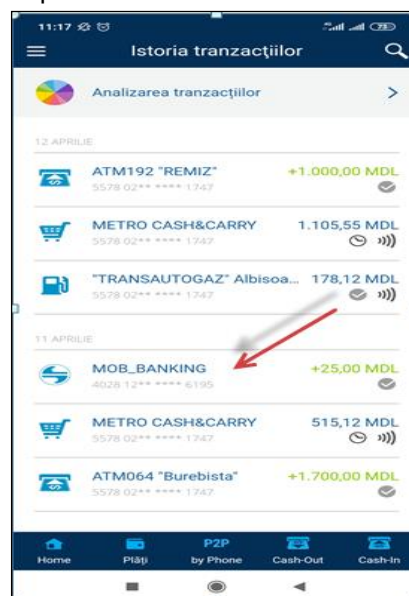 11:17
Istoria tranzacţiilor
Analizarea tranzacţiilor
12 APRILIE
ATM192 "REMIZ" +1.000,00 MDL
5578 02** **** 1747
METRO CASH&CARRY 1.105,55 MDL
5578 02** **** 1747
"TRANSAUTOGAZ" Albisoa... 178,12 MDL
5578 02** **** 1747
11 APRILIE
MOB_BANKING +25,00 MDL
4028 12** **** 6195
METRO CASH&CARRY 515,12 MDL
5578 02** **** 1747
ATM064 "Burebista" +1.700,00 MDL
5578 02** **** 1747
Home Plăţi P2P by Phone Cash-Out Cash-In